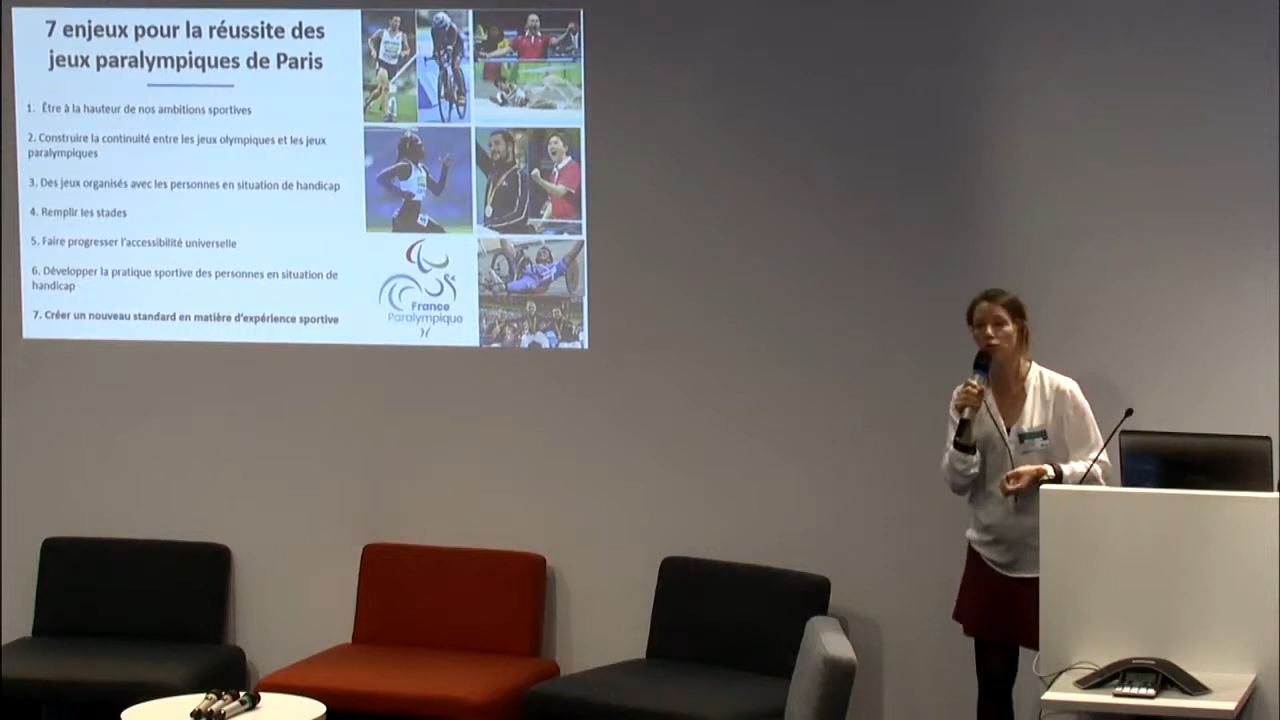 7 enjeux pour la réussite des
jeux paralympiques de Paris
1. Être à la hauteur de nos ambitions sportives
2. Construire la continuité entre les jeux olympiques et les jeux
paralympiques
3. Des jeux organisés avec les personnes en situation de handicap
4. Remplir les stades
5. Faire progresser l'accessibilité universelle
6. Développer la pratique sportive des personnes en situation de
handicap
7. Créer un nouveau standard en matière d'expérience sportive
France
Paralympique